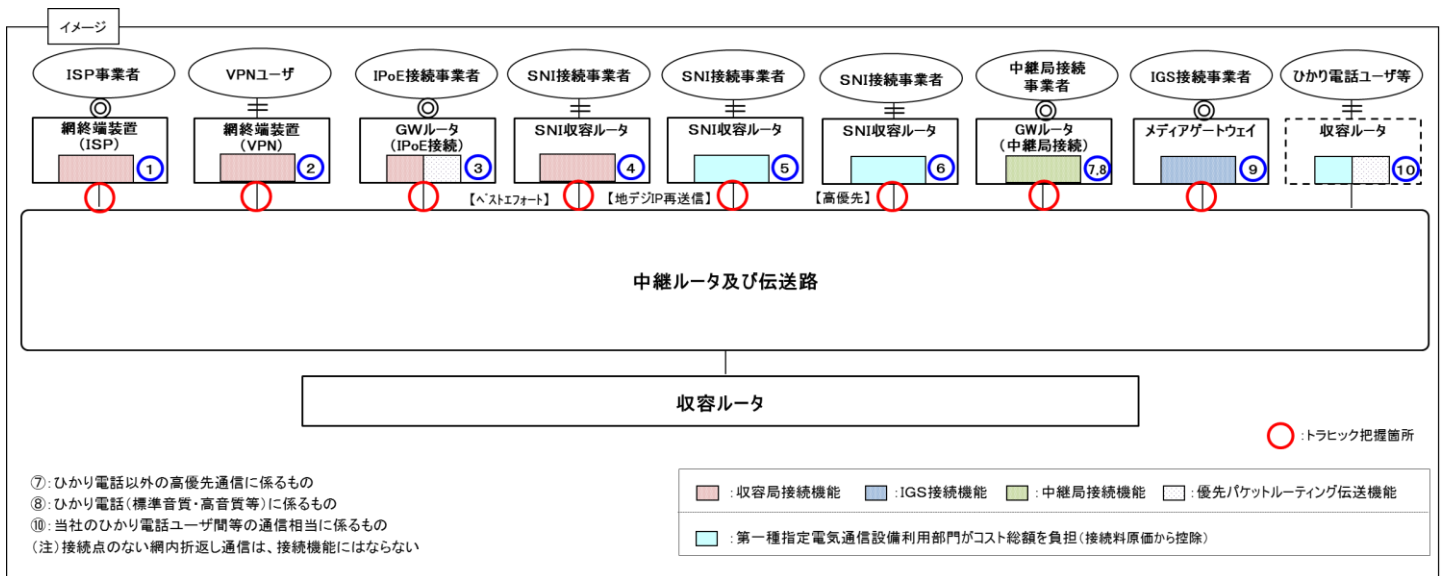 イメージ
ISP事業者
VPNユーザ
IPoE接続事業者
SNI接続事業者
SNI接続事業者
SNI接続事業者
中継局接続
事業者
IGS接続事業者
ひかり電話ユーザ等
網終端装置
(ISP)
1
網終端装置
(VPN)
2
GWルータ
(IPoE接続)
3
SNI収容ルータ
4
SNI収容ルータ
5
SNI収容ルータ
6
GWルータ
(中継局接続)
7,8
メディアゲートウェイ
9
収容ルータ
10
【ベストエフォート】
【地デジIP再送信】
【高優先】
中継ルータ及び伝送路
収容ルータ
:トラヒック把握箇所
⑦:ひかり電話以外の高優先通信に係るもの
⑧:ひかり電話(標準音質・高音質等)に係るもの
⑩:当社のひかり電話ユーザ間等の通信相当に係るもの
(注)接続点のない網内折返し通信は、接続機能にはならない
:収容局接続機能 :IGS接続機能 :中継局接続機能 :優先パケットルーティング伝送機能
:第一種指定電気通信設備利用部門がコスト総額を負担(接続料原価から控除)